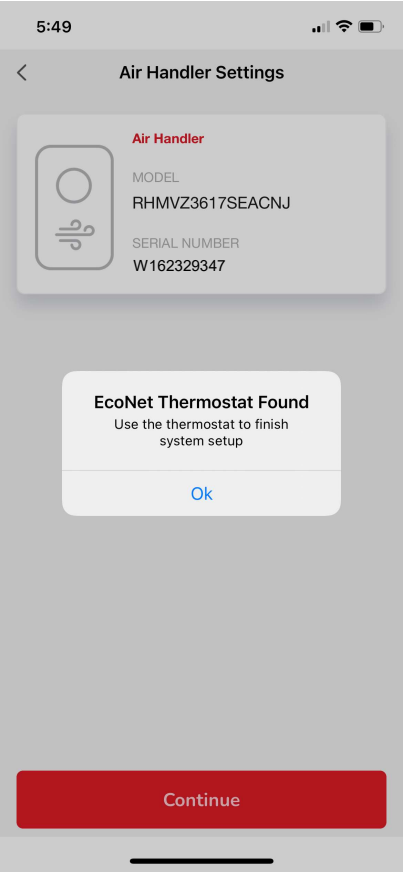 5:49
Air Handler Settings
Air Handler
MODEL
RHMVZ3617SEACNJ
SERIAL NUMBER
W162329347
EcoNet Thermostat Found
Use the thermostat to finish
system setup
Ok
Continue